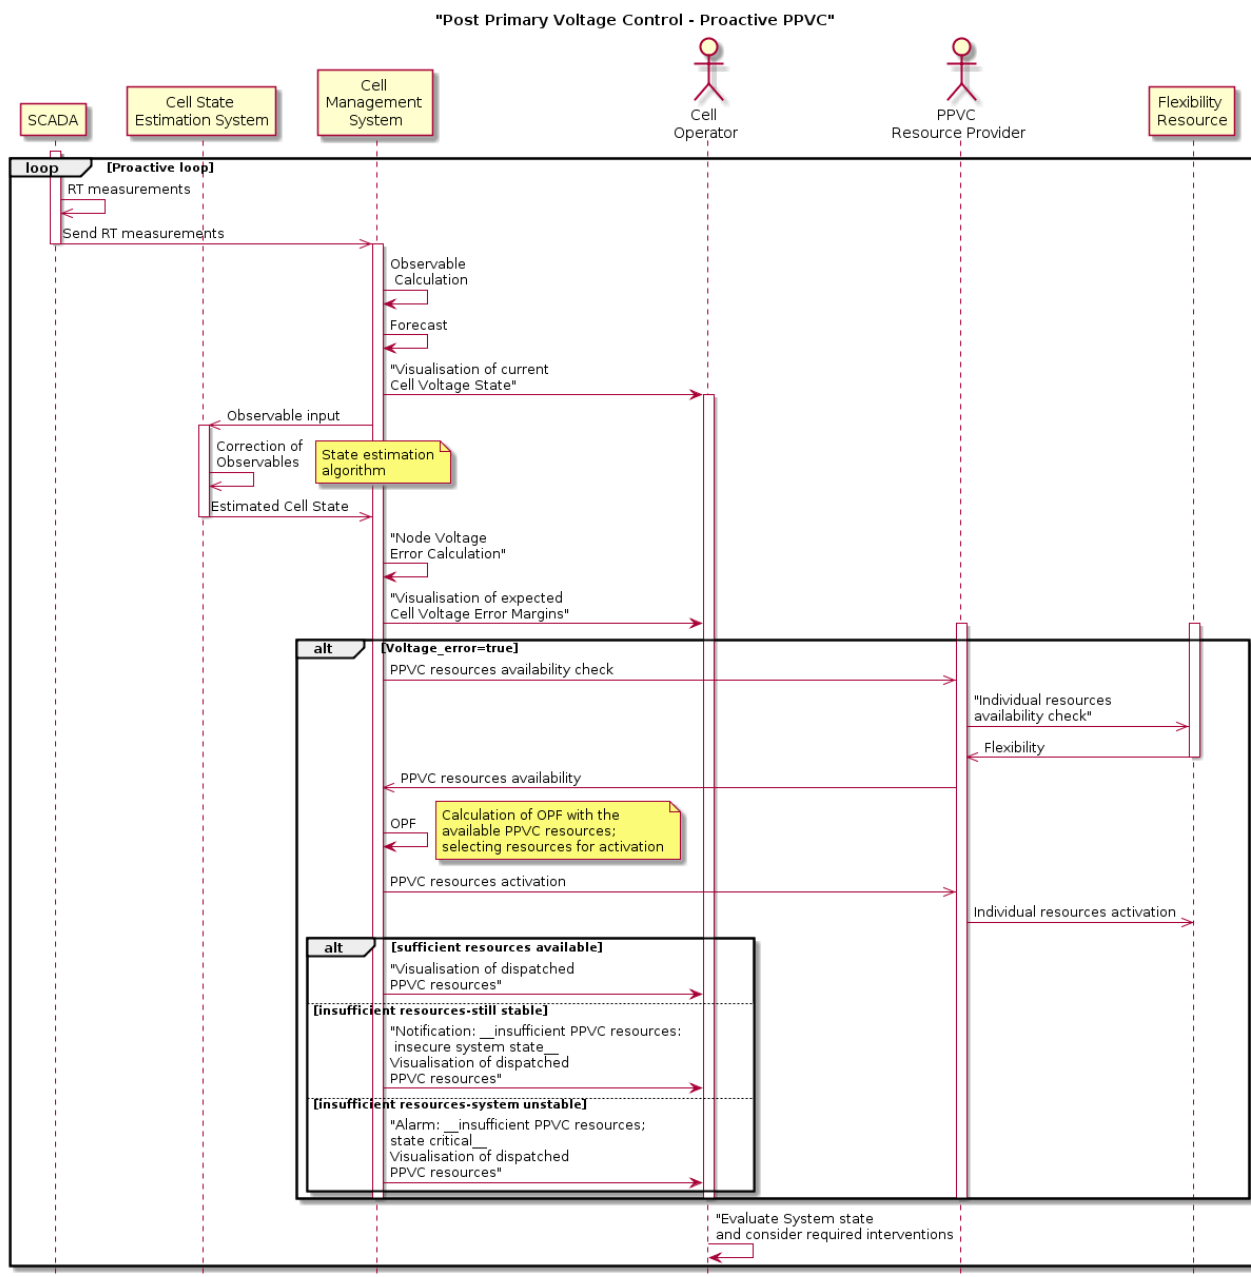 "Post Primary Voltage Control - Proactive PPVC"
SCADA
Cell State
Estimation System
Cell
Management
System
Cell
Operator
PPVC
Resource Provider
Flexibility
Resource
loop
[Proactive loop]
RT measurements
Send RT measurements
Observable
Calculation
Forecast
"Visualisation of current
Cell Voltage State"
Observable input
Correction of
Observables
State estimation
algorithm
Estimated Cell State
"Node Voltage
Error Calculation"
"Visualisation of expected
Cell Voltage Error Margins"
alt
[Voltage_error=true]
PPVC resources availability check
"Individual resources
availability check"
Flexibility
PPVC resources availability
OPF
Calculation of OPF with the
available PPVC resources;
selecting resources for activation
PPVC resources activation
Individual resources activation
alt
[sufficient resources available]
"Visualisation of dispatched
PPVC resources"
[insufficient resources-still stable]
"Notification: __insufficient PPVC resources:
insecure system state__
Visualisation of dispatched
PPVC resources"
[insufficient resources-system unstable]
"Alarm: __insufficient PPVC resources;
state critical__
Visualisation of dispatched
PPVC resources"
"Evaluate System state
and consider required interventions